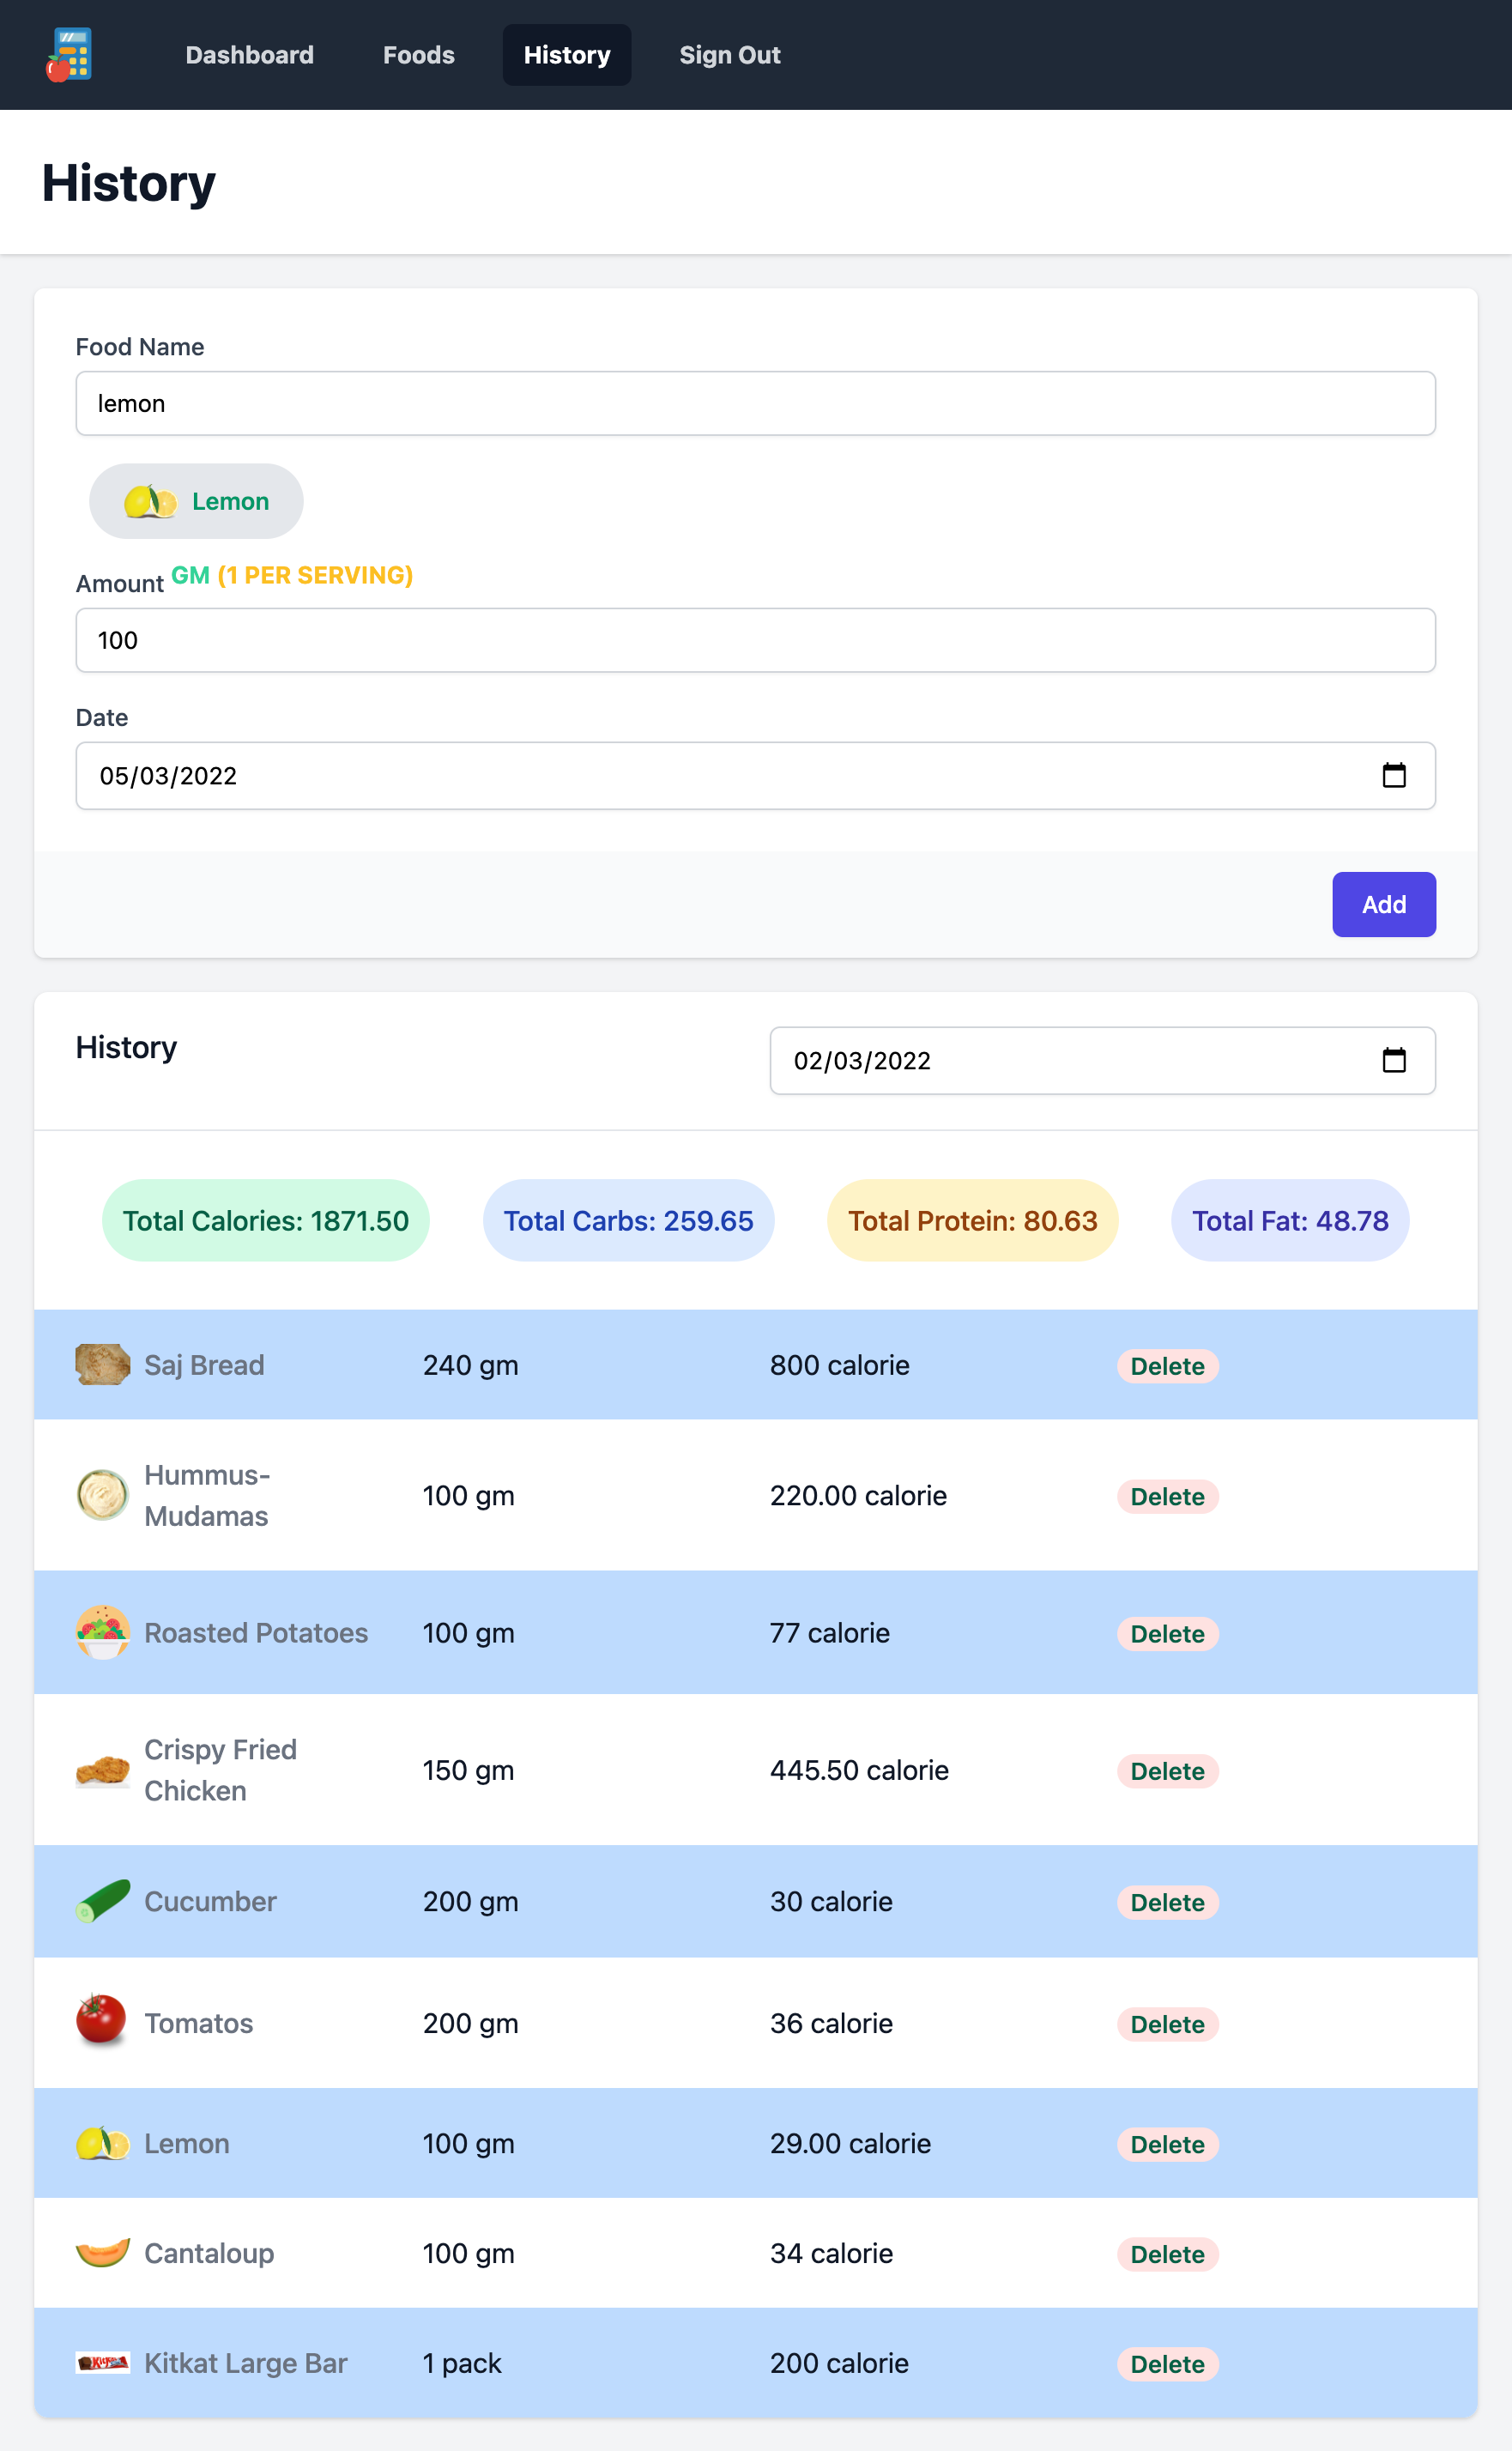 Dashboard Foods History Sign Out
History
Food Name
lemon
Lemon
Amount GM (1 PER SERVING)
100
Date
05/03/2022
Add
History 02/03/2022
Total Calories: 1871.50 Total Carbs: 259.65 Total Protein: 80.63 Total Fat: 48.78
Saj Bread 240 gm 800 calorie Delete
Hummus-
Mudamas 100 gm 220.00 calorie Delete
Roasted Potatoes 100 gm 77 calorie Delete
Crispy Fried
Chicken 150 gm 445.50 calorie Delete
Cucumber 200 gm 30 calorie Delete
Tomatos 200 gm 36 calorie Delete
Lemon 100 gm 29.00 calorie Delete
Cantaloup 100 gm 34 calorie Delete
Kitkat Large Bar 1 pack 200 calorie Delete